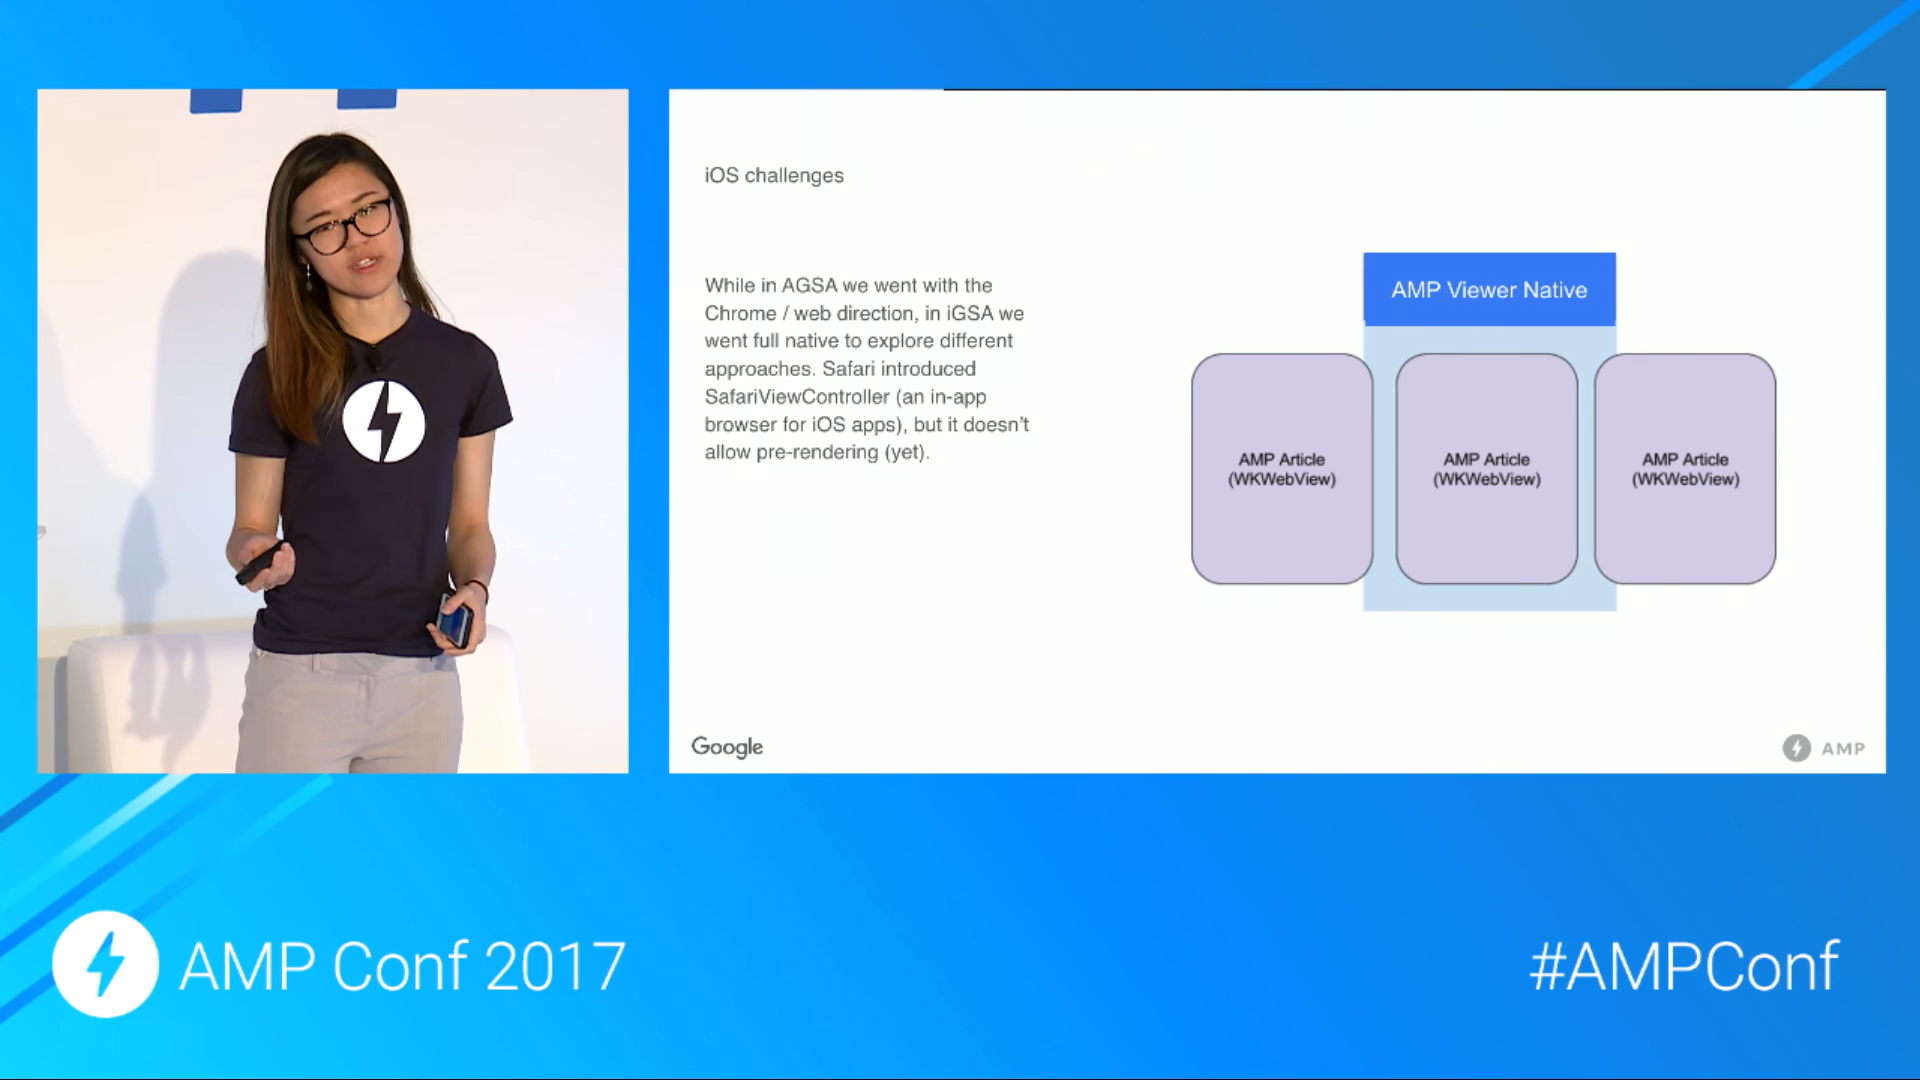 iOS challenges
While in AGSA we went with the
Chrome / web direction, in iGSA we
went full native to explore different
approaches. Safari introduced
SafariViewController (an in-app
browser for iOS apps), but it doesn't
allow pre-rendering (yet).
AMP Viewer Native
AMP Article
(WKWebView)
AMP Article
(WKWebView)
AMP Article
(WKWebView)
Google
AMP
AMP Conf 2017
#AMPConf